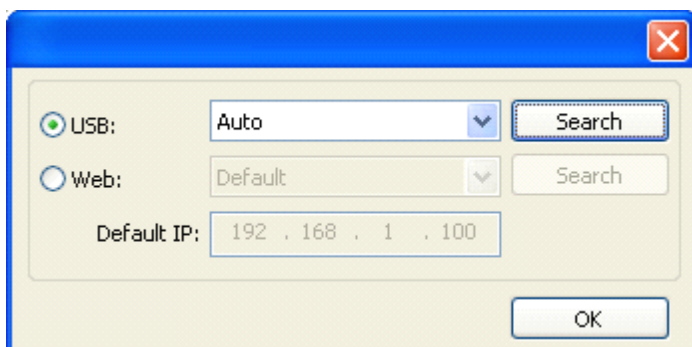 USB: Auto Search
Web: Default Search
Default IP: 192 . 168 . 1 . 100
OK